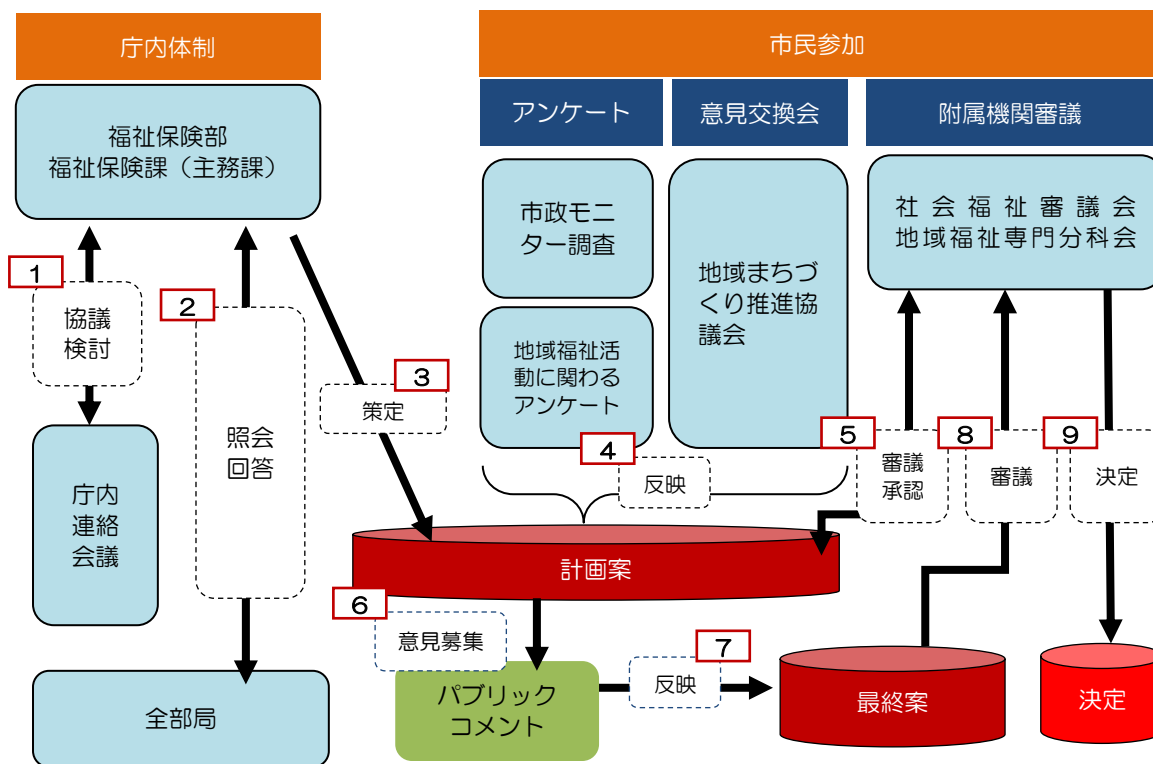 庁内体制
福祉保険部
福祉保険課(主務課)
1
協議
検討
2
照会
回答
庁内
連絡
会議
全部局
3
策定
市民参加
アンケート
意見交換会
附属機関審議
市政モニ
ター調査
地域福祉活
動に関わる
アンケート
地域まちづ
くり推進協
議会
社会福祉審議会
地域福祉専門分科会
4
反映
5
審議
承認
8
審議
9
決定
計画案
6
意見募集
パブリック
コメント
7
反映
最終案
決定